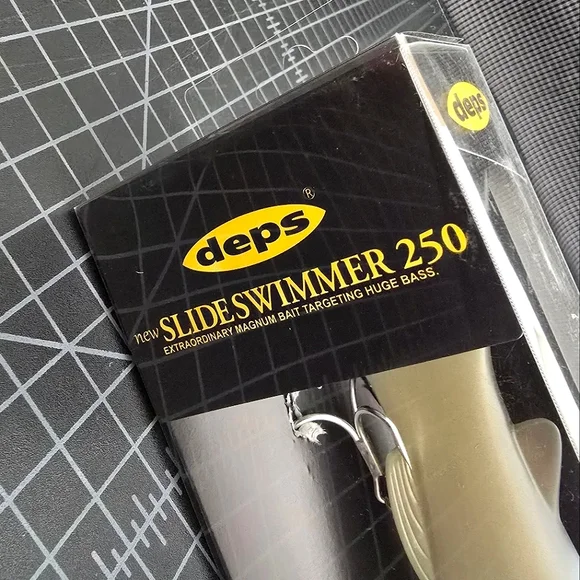 deps®
new SLIDESWIMMER 250
EXTRAORDINARY MAGNUM BAIT TARGETING HUGE BASS.
deps